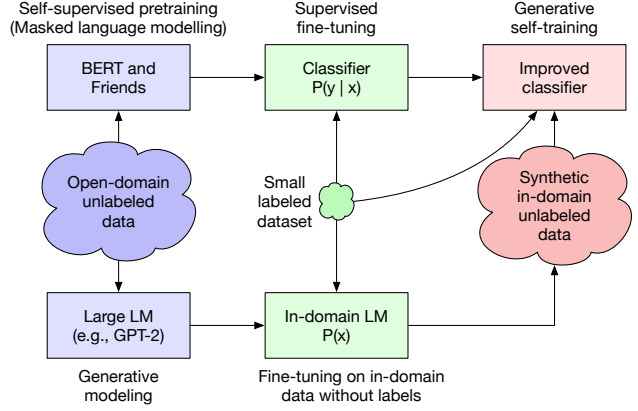 Self-supervised pretraining
(Masked language modelling)
Supervised
fine-tuning
Generative
self-training
BERT and
Friends
Classifier
P(y | x)
Improved
classifier
Open-domain
unlabeled
data
Small
labeled
dataset
Synthetic
in-domain
unlabeled
data
Large LM
(e.g., GPT-2)
In-domain LM
P(x)
Generative
modeling
Fine-tuning on in-domain
data without labels